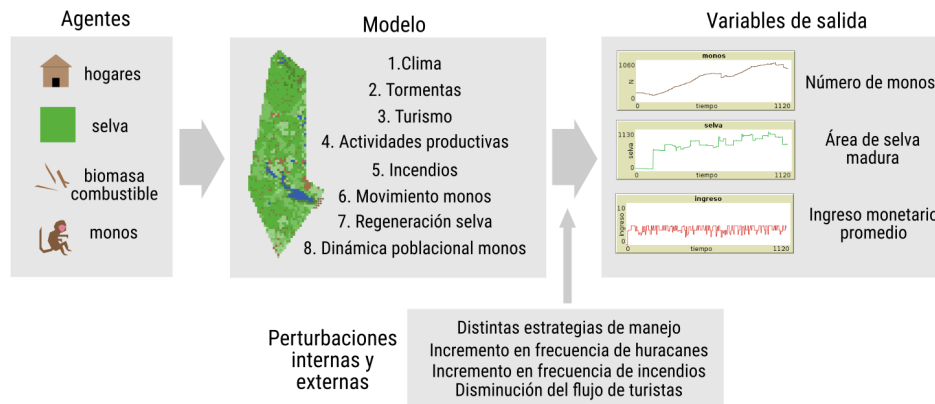 Agentes
hogares
selva
biomasa
combustible
monos
Modelo
1.Clima
2. Tormentas
3. Turismo
4. Actividades productivas
5. Incendios
6. Movimiento monos
7. Regeneración selva
8. Dinámica poblacional monos
Variables de salida
monos
1060
N
0
0
tiempo
1120
Número de monos
selva
1130
selva
0
0
tiempo
1120
Área de selva
madura
ingreso
10
ingreso
0
0
tiempo
1120
Ingreso monetario
promedio
Perturbaciones
internas y
externas
Distintas estrategias de manejo
Incremento en frecuencia de huracanes
Incremento en frecuencia de incendios
Disminución del flujo de turistas